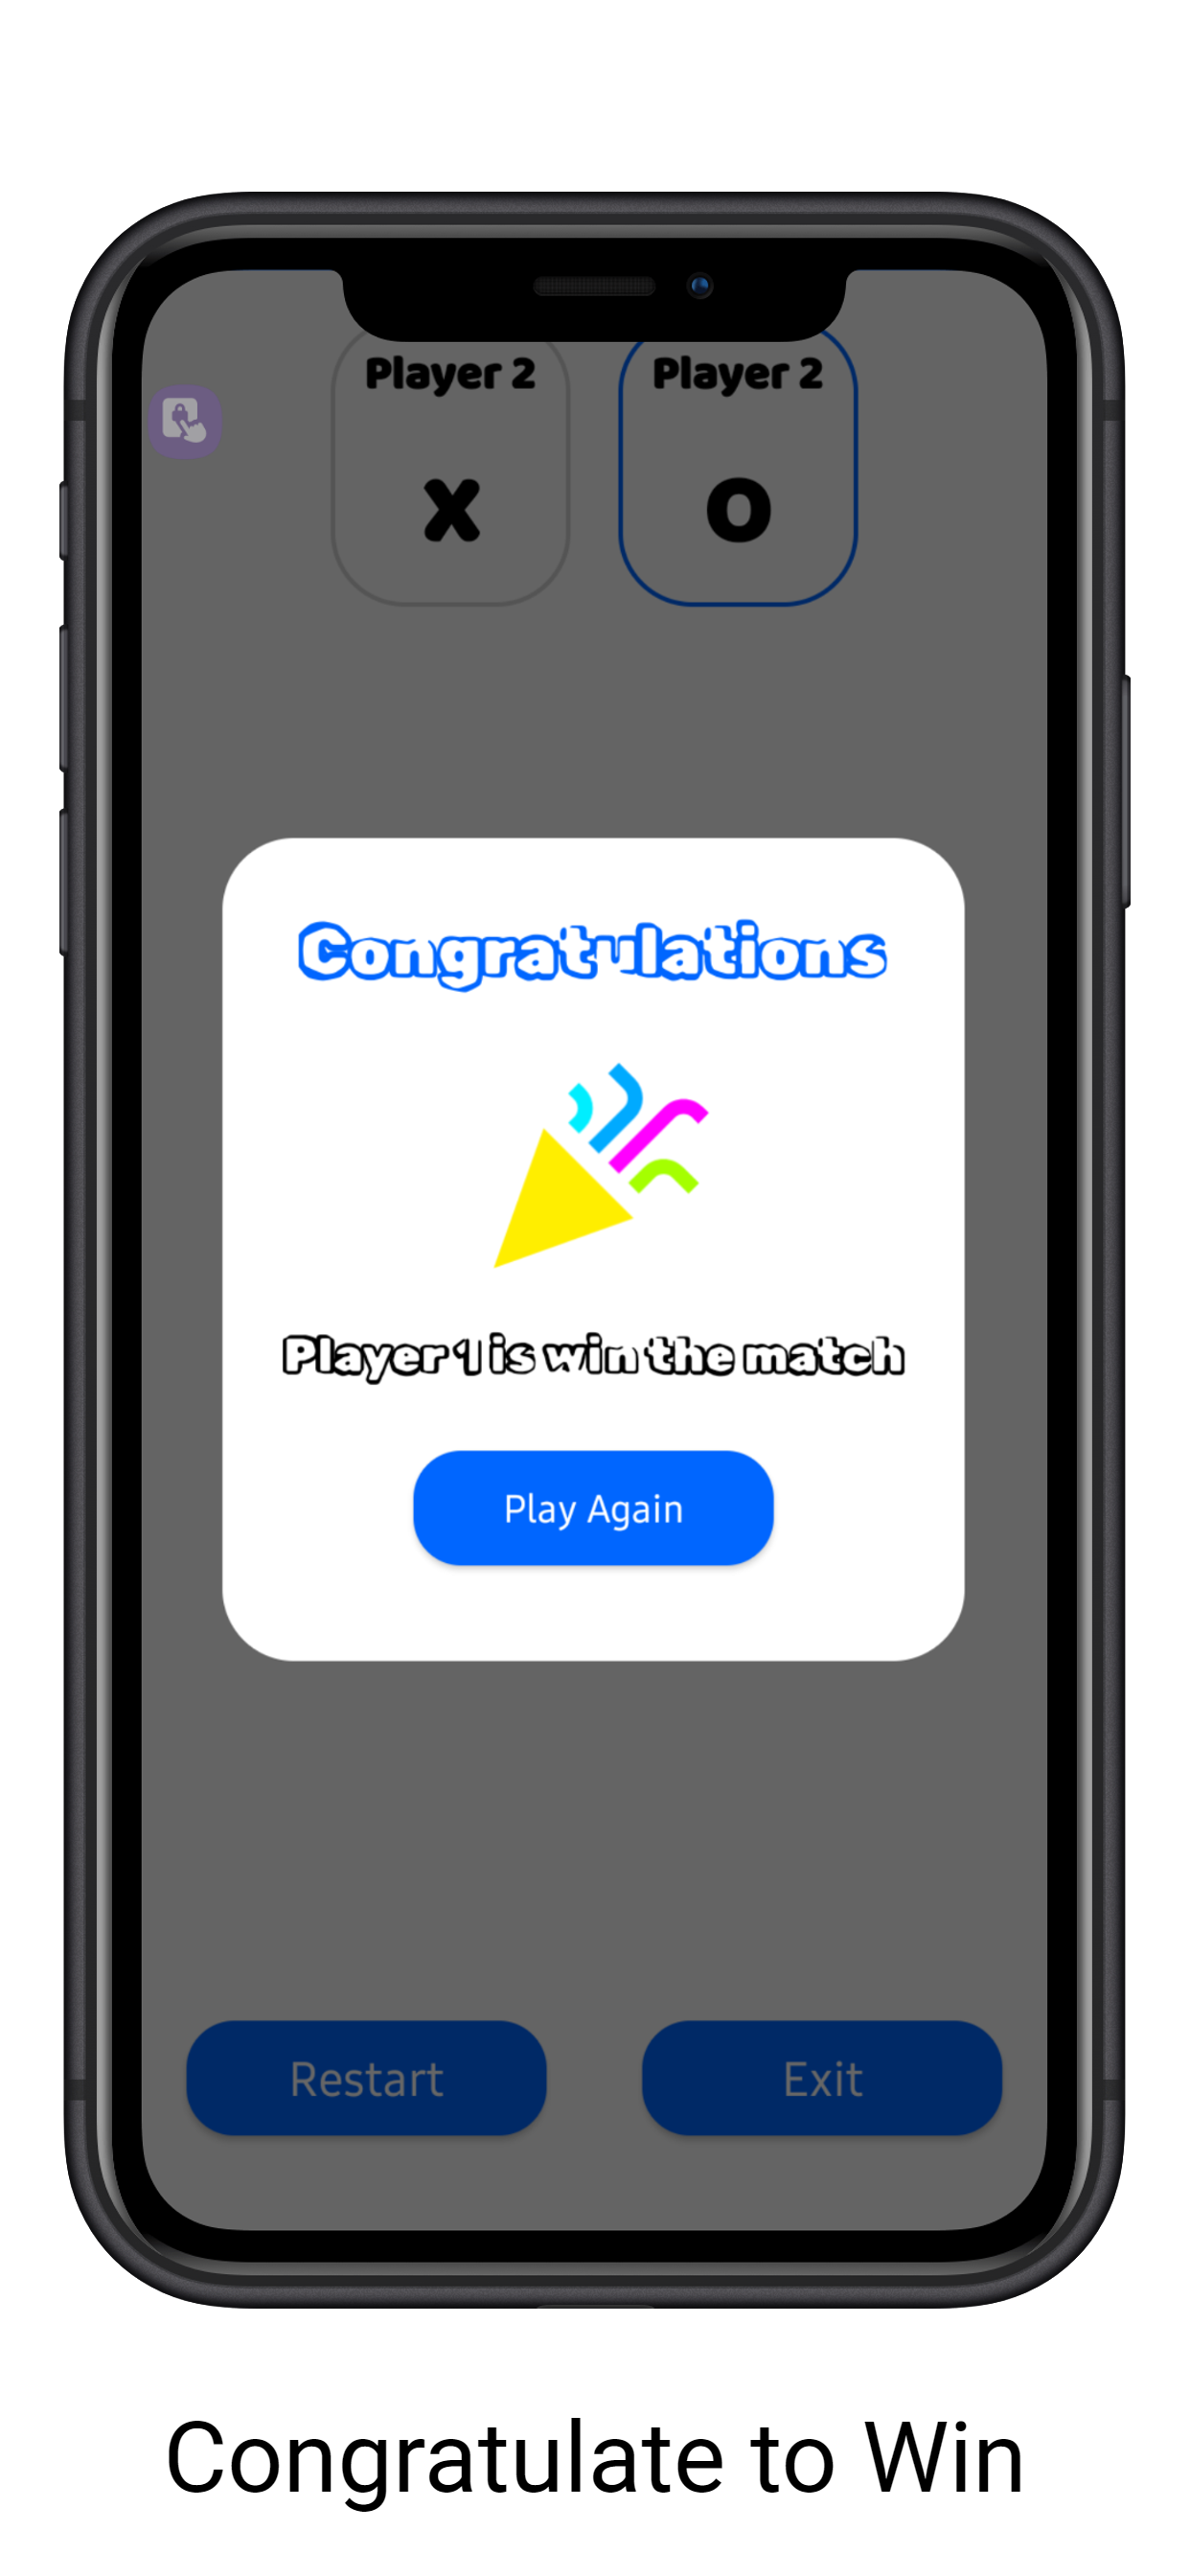 Player 2 Player 2
X O
Congratulations
Player 1 is win the match
Play Again
Restart Exit
Congratulate to Win